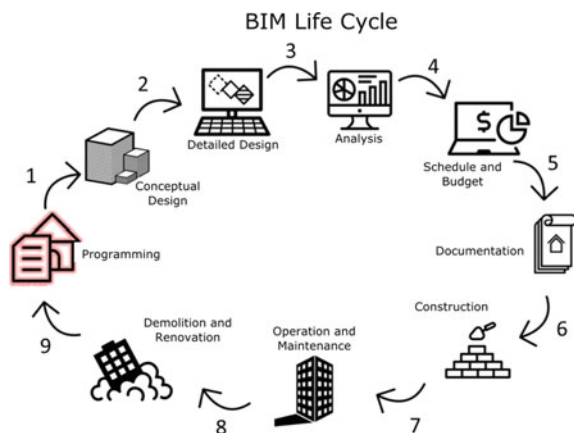 BIM Life Cycle
1
2
3
4
5
6
7
8
9
Programming
Conceptual
Design
Detailed Design
Analysis
$
Schedule and
Budget
Documentation
Construction
Operation and
Maintenance
Demolition and
Renovation